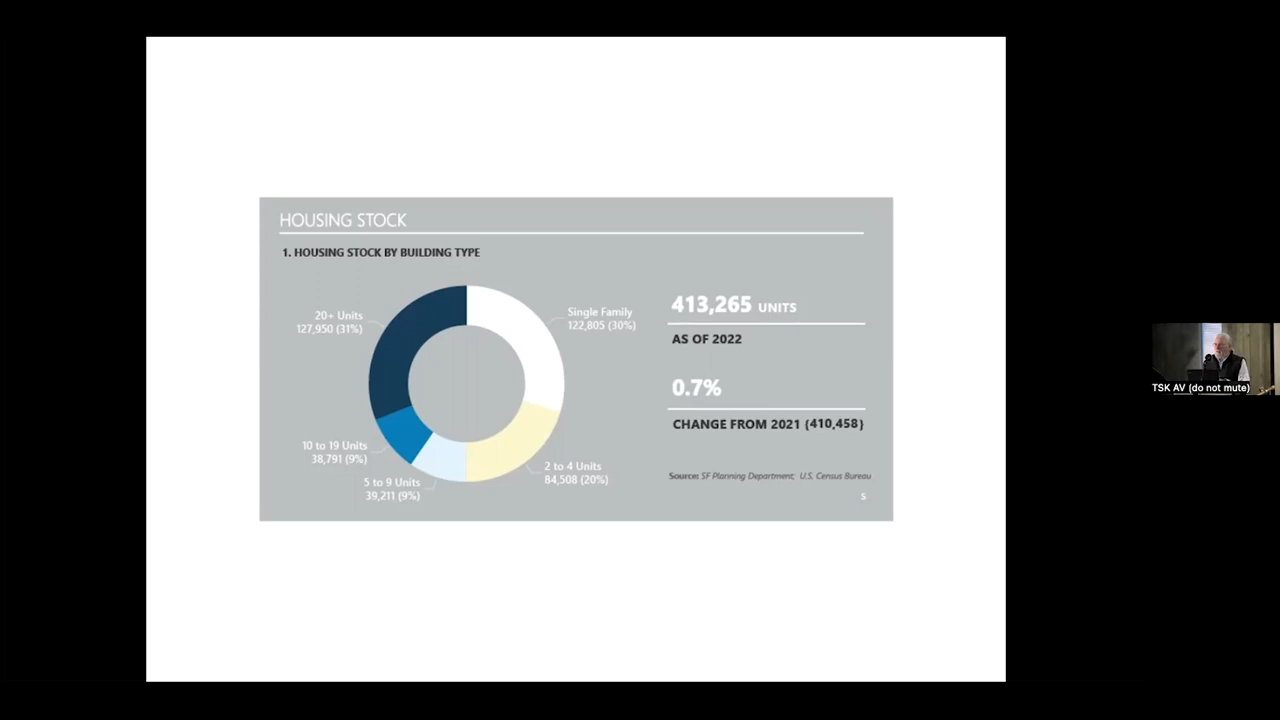 HOUSING STOCK
1. HOUSING STOCK BY BUILDING TYPE
20+ Units
127,950 (31%)
Single Family
122,805 (30%)
10 to 19 Units
38,791 (9%)
5 to 9 Units
39,211 (9%)
2 to 4 Units
84,508 (20%)
413,265 UNITS
AS OF 2022
0.7%
CHANGE FROM 2021 (410,458)
Source: SF Planning Department; U.S. Census Bureau
5
TSK AV (do not mute)